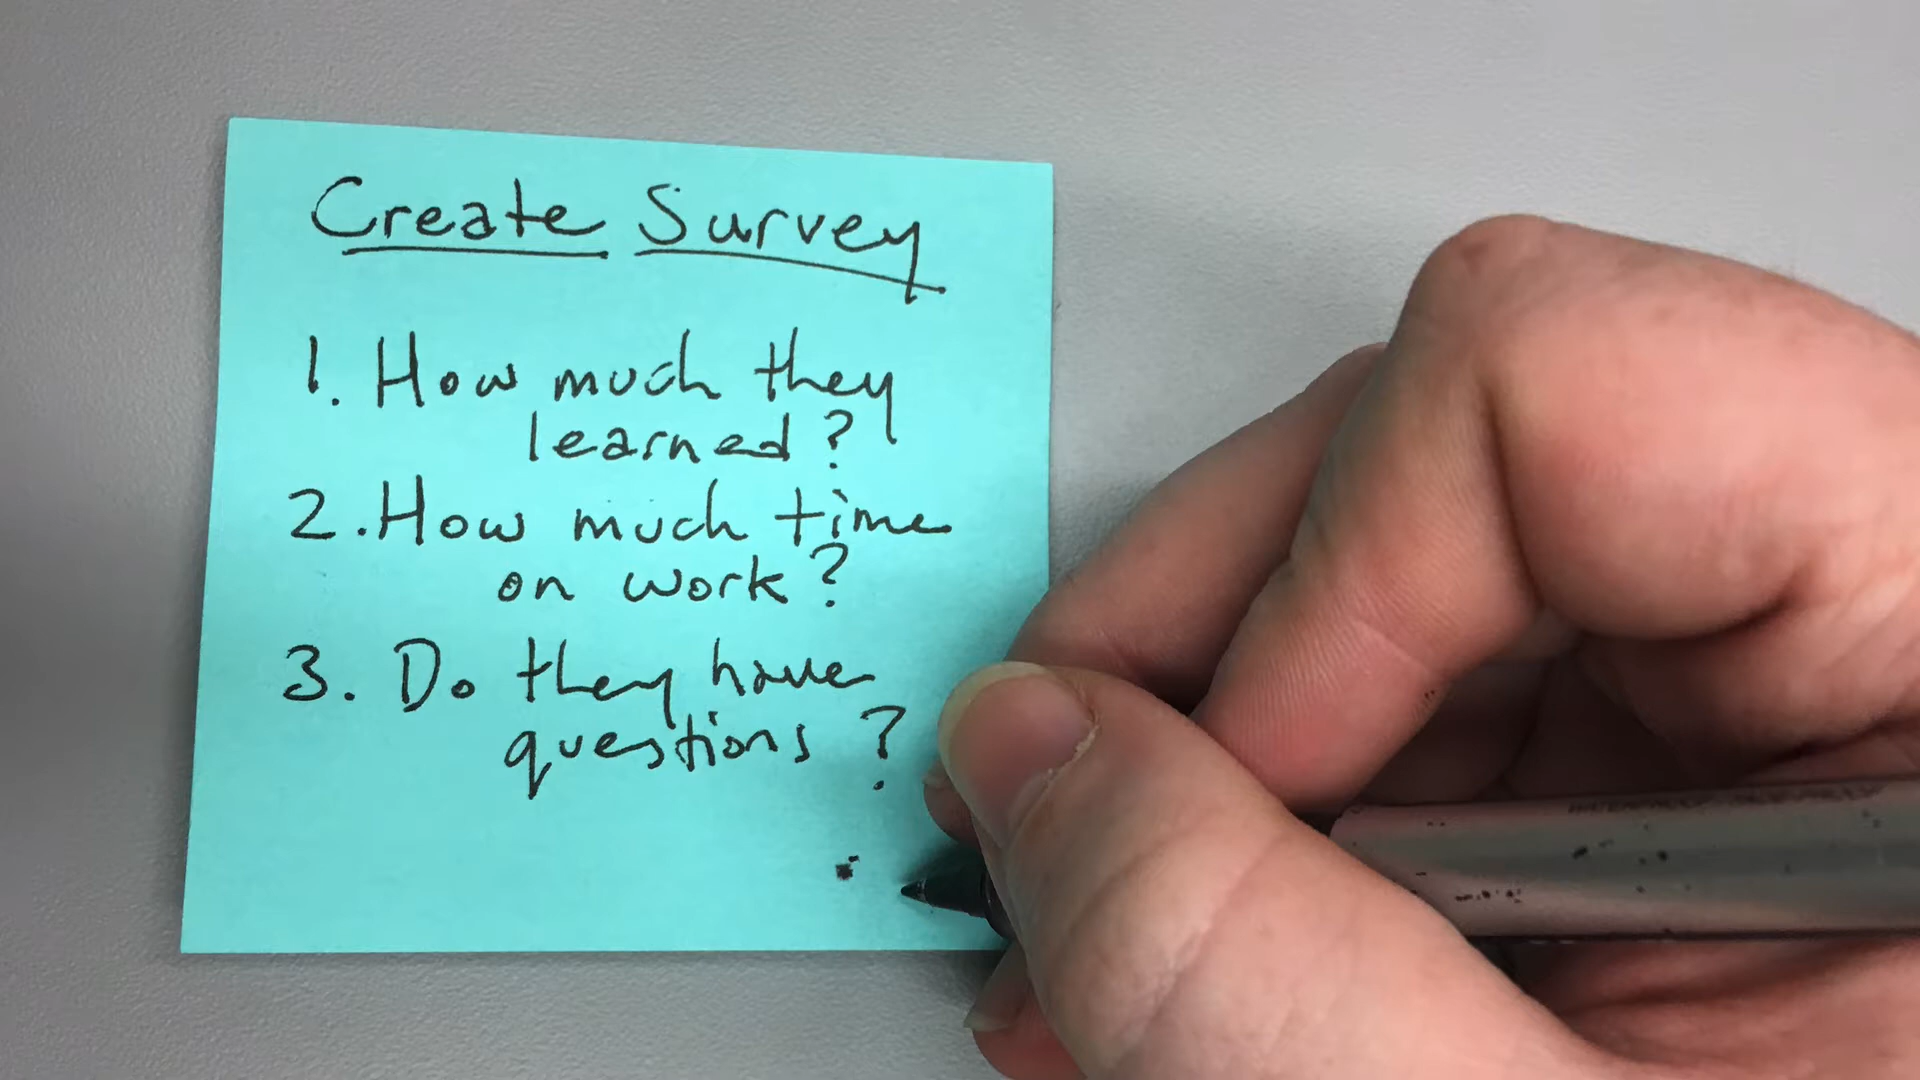 Create Survey
1. How much they
learned?
2. How much time
on work?
3. Do they have
questions?